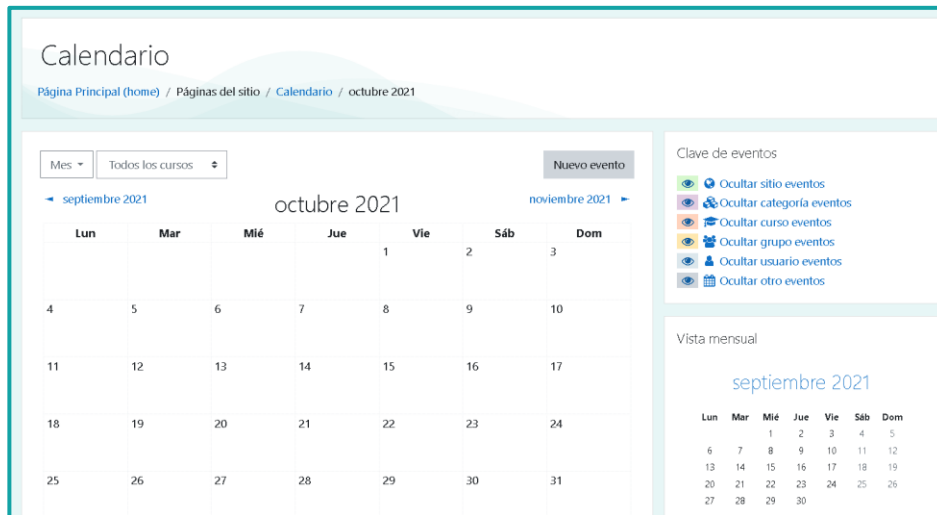 Calendario
Página Principal (home) / Páginas del sitio / Calendario / octubre 2021
Mes Todos los cursos Nuevo evento
septiembre 2021 octubre 2021 noviembre 2021
Lun Mar Mié Jue Vie Sáb Dom
1 2 3
4 5 6 7 8 9 10
11 12 13 14 15 16 17
18 19 20 21 22 23 24
25 26 27 28 29 30 31
Clave de eventos
Ocultar sitio eventos
Ocultar categoría eventos
Ocultar curso eventos
Ocultar grupo eventos
Ocultar usuario eventos
Ocultar otro eventos
Vista mensual
septiembre 2021
Lun Mar Mié Jue Vie Sáb Dom
1 2 3 4 5
6 7 8 9 10 11 12
13 14 15 16 17 18 19
20 21 22 23 24 25 26
27 28 29 30